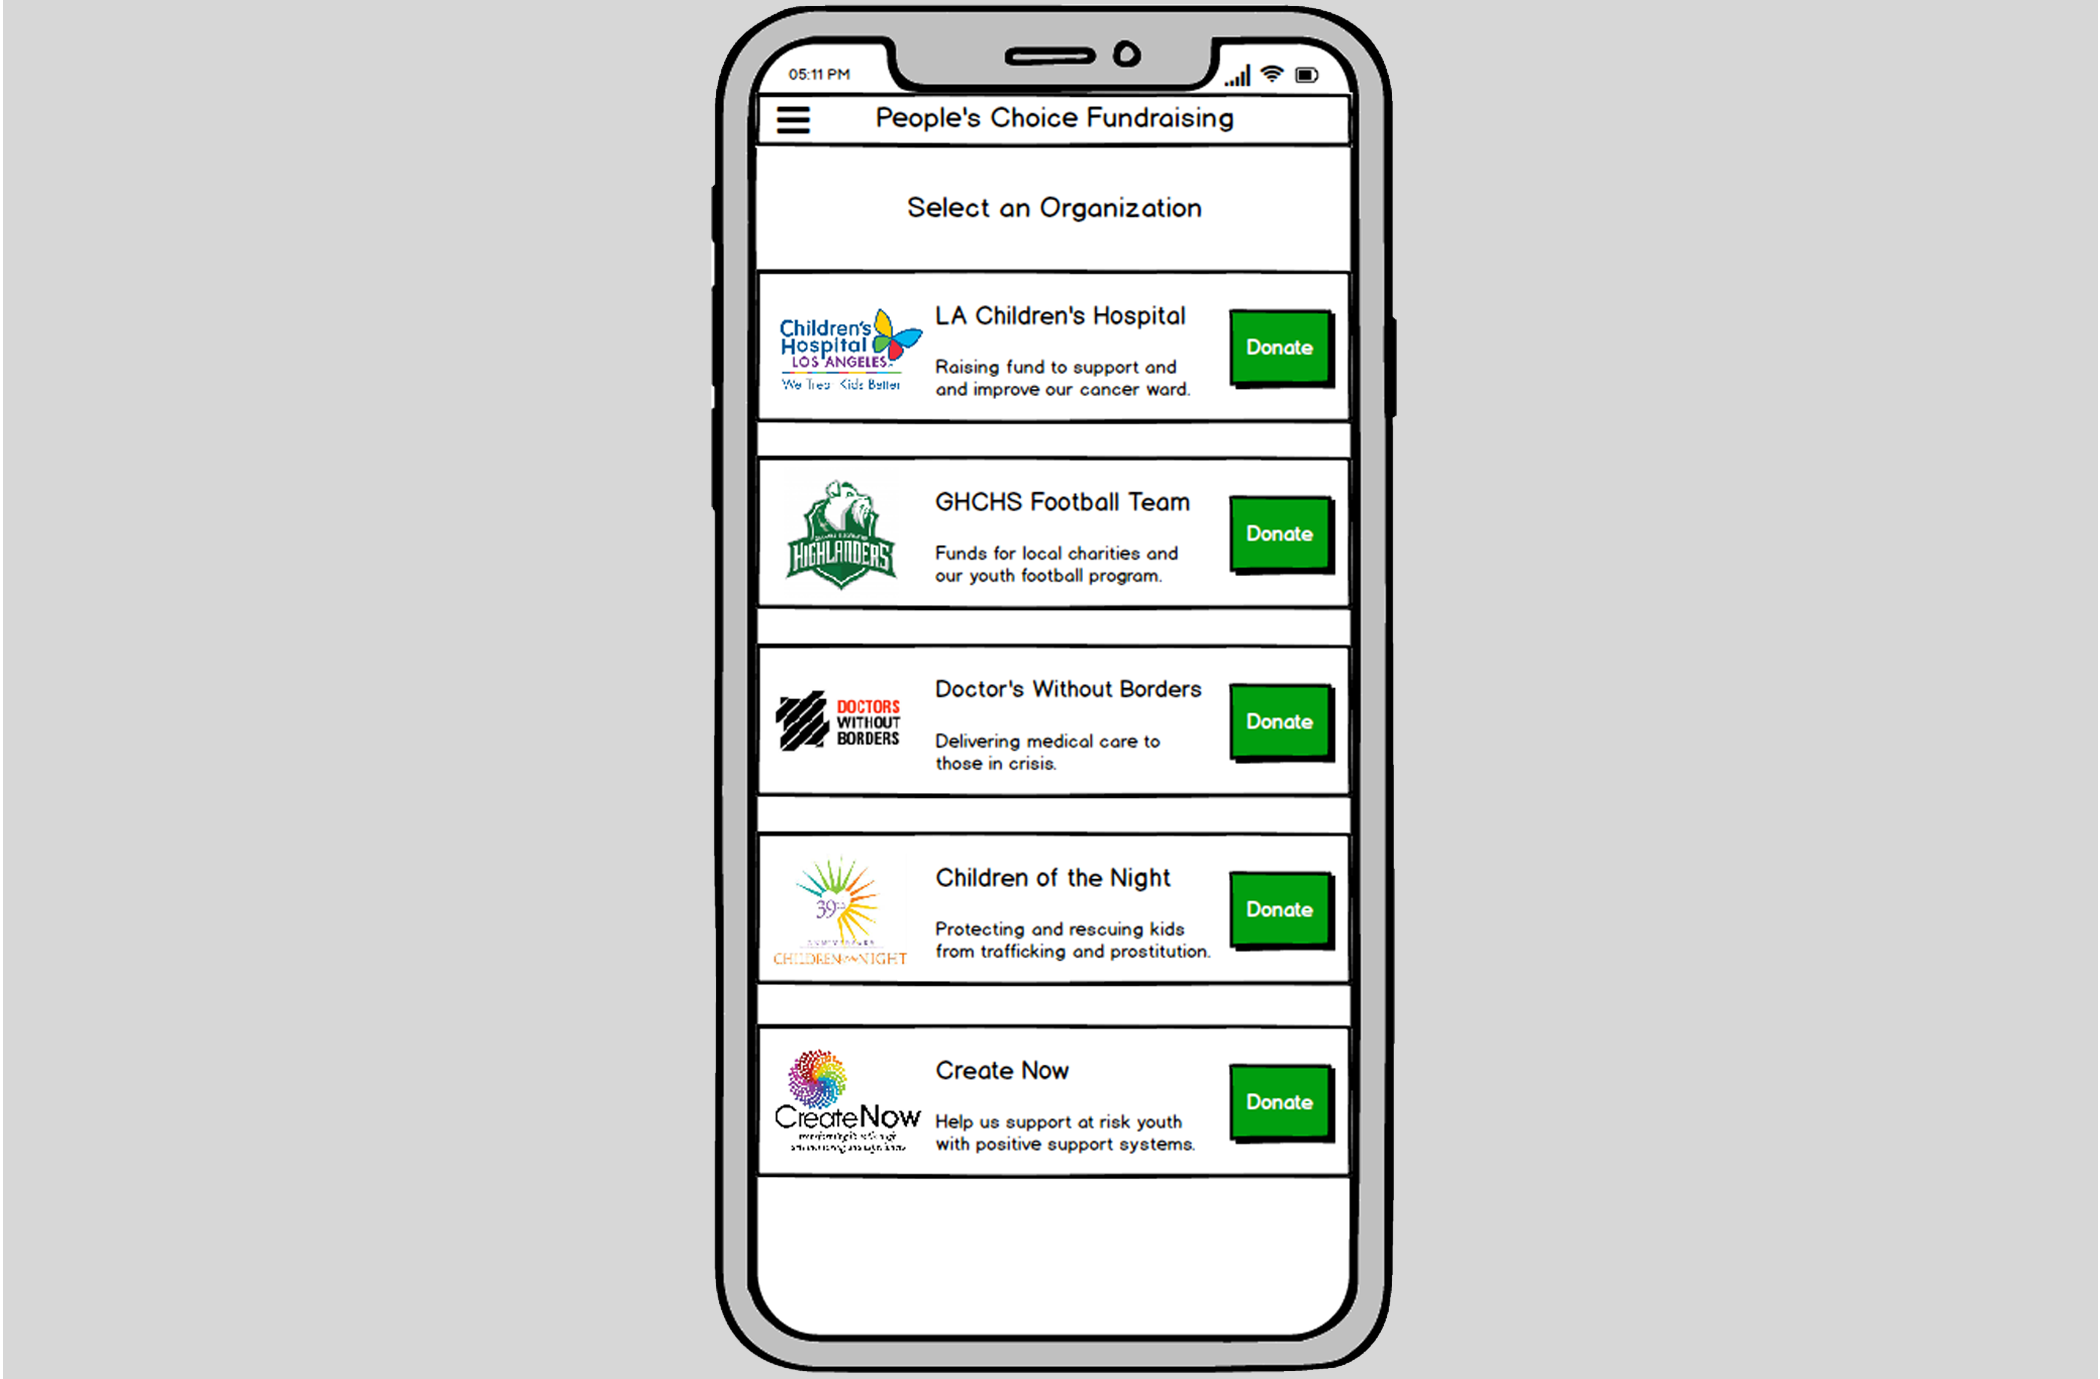 05:11 PM
People's Choice Fundraising
Select an Organization
Children's
Hospital
LOS ANGELES
We Treat Kids Better
LA Children's Hospital
Raising fund to support and
and improve our cancer ward.
Donate
HIGHLANDERS
GHCHS Football Team
Funds for local charities and
our youth football program.
Donate
DOCTORS
WITHOUT
BORDERS
Doctor's Without Borders
Delivering medical care to
those in crisis.
Donate
39th
ANNIVERSARY
CHILDREN of the NIGHT
Children of the Night
Protecting and rescuing kids
from trafficking and prostitution.
Donate
CreateNow
Create Now
Help us support at risk youth
with positive support systems.
Donate